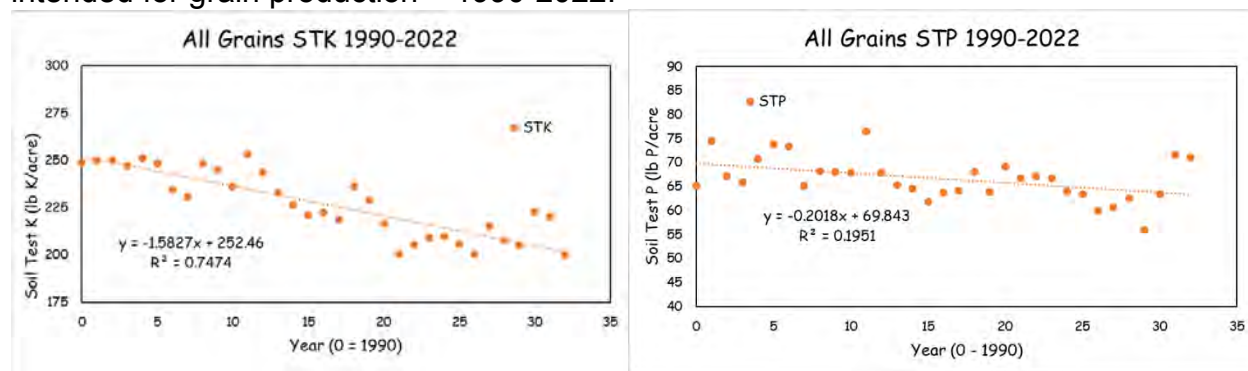 intended for grain production – 1990-2022.
All Grains STK 1990-2022
300
275
250
225
200
175
Soil Test K (lb K/acre)
STK
y = -1.5827x + 252.46
R² = 0.7474
0 5 10 15 20 25 30 35
Year (0 = 1990)
All Grains STP 1990-2022
90
85
80
75
70
65
60
55
50
45
40
Soil Test P (lb P/acre)
STP
y = -0.2018x + 69.843
R² = 0.1951
0 5 10 15 20 25 30 35
Year (0 - 1990)